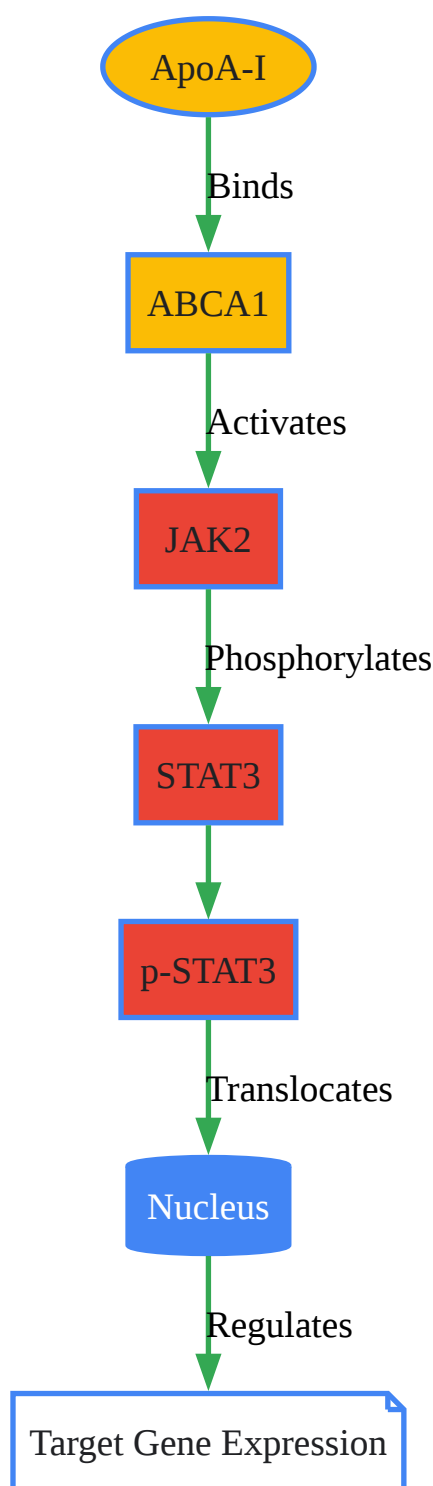 ApoA-I
Binds
ABCA1
Activates
JAK2
Phosphorylates
STAT3
p-STAT3
Translocates
Nucleus
Regulates
Target Gene Expression